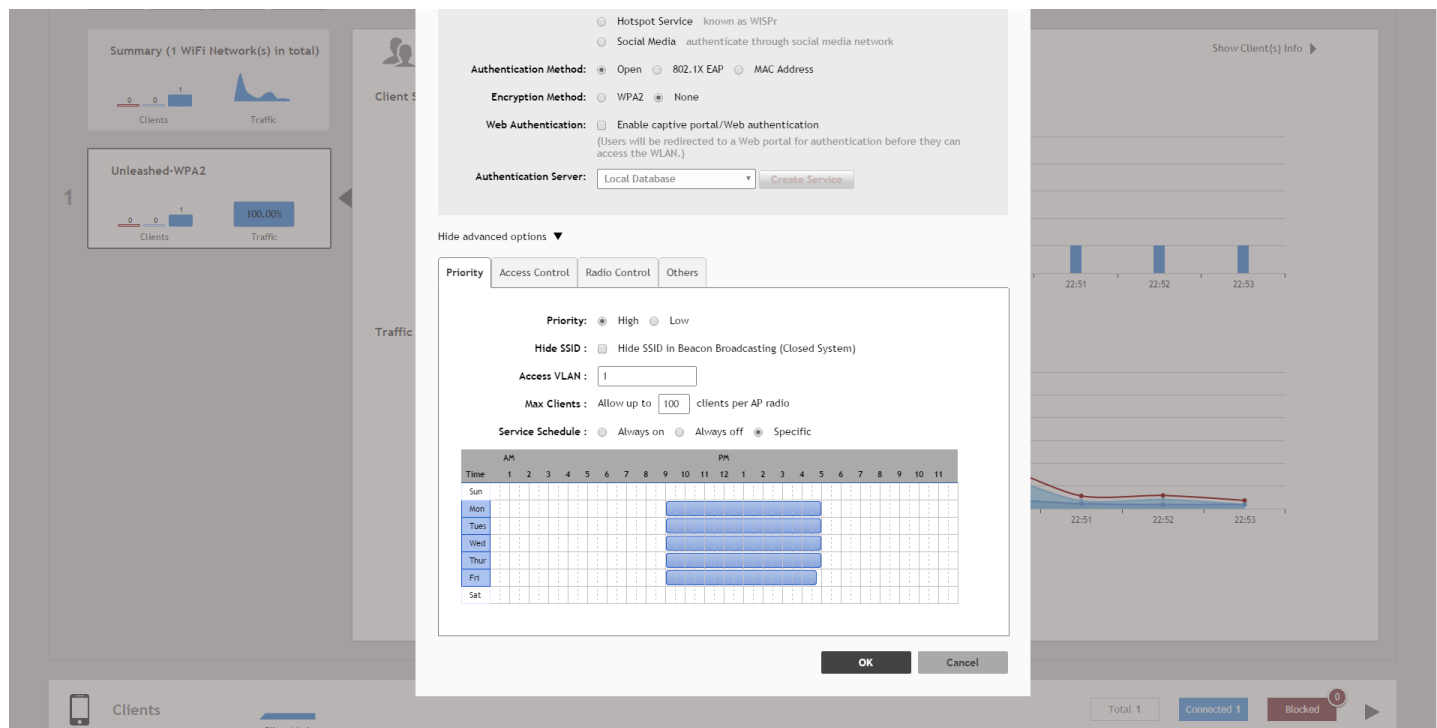 Hotspot Service known as WISPr
Summary (1 WiFi Network(s) in total)
Social Media authenticate through social media network
Show Client(s) Info
Authentication Method: Open 802.1X EAP MAC Address
0 0 1
Clients Traffic
Client S
Encryption Method: WPA2 None
Web Authentication: Enable captive portal/Web authentication
(Users will be redirected to a Web portal for authentication before they can
access the WLAN.)
Unleashed-WPA2
Authentication Server: Local Database Create Service
1
0 0 1 100.00%
Clients Traffic
Hide advanced options
Priority Access Control Radio Control Others
22:51 22:52 22:53
Priority: High Low
Traffic
Hide SSID : Hide SSID in Beacon Broadcasting (Closed System)
Access VLAN : 1
Max Clients : Allow up to 100 clients per AP radio
Service Schedule : Always on Always off Specific
AM PM
Time 1 2 3 4 5 6 7 8 9 10 11 12 1 2 3 4 5 6 7 8 9 10 11
Sun
Mon
Tues
Wed
Thur
Fri
Sat
22:51 22:52 22:53
OK Cancel
Clients
Total 1 Connected 1 Blocked 0